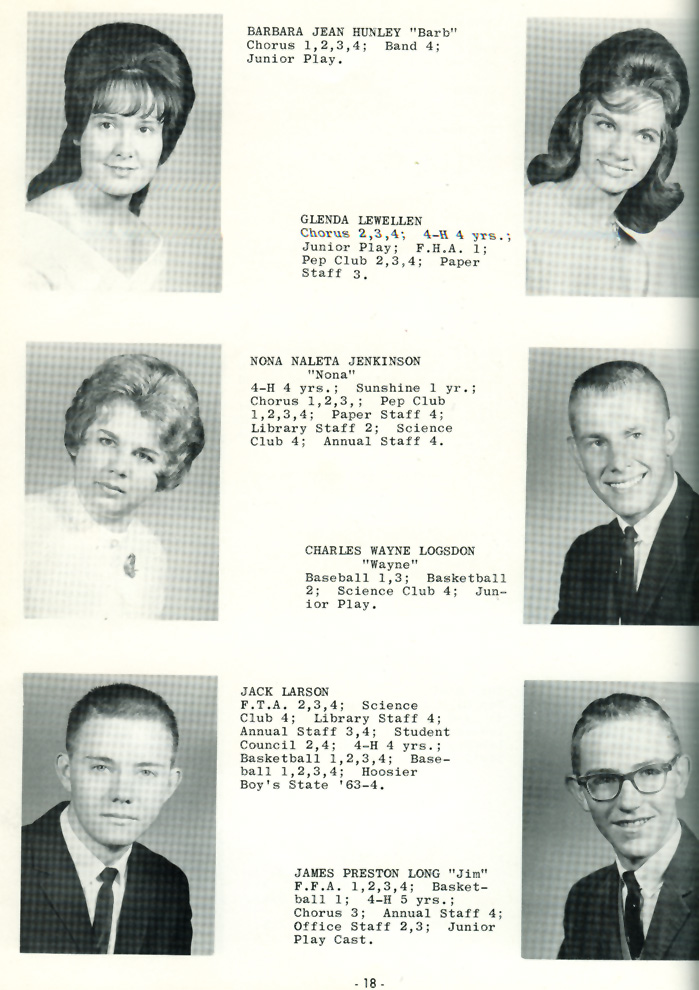 BARBARA JEAN HUNLEY "Barb"
Chorus 1,2,3,4; Band 4;
Junior Play.
GLENDA LEWELLEN
Chorus 2,3,4; 4-H 4 yrs.;
Junior Play; F.H.A. 1;
Pep Club 2,3,4; Paper
Staff 3.
NONA NALETA JENKINSON
"Nona"
4-H 4 yrs.; Sunshine 1 yr.;
Chorus 1,2,3,; Pep Club
1,2,3,4; Paper Staff 4;
Library Staff 2; Science
Club 4; Annual Staff 4.
CHARLES WAYNE LOGSDON
"Wayne"
Baseball 1,3; Basketball
2; Science Club 4; Jun-
ior Play.
JACK LARSON
F.T.A. 2,3,4; Science
Club 4; Library Staff 4;
Annual Staff 3,4; Student
Council 2,4; 4-H 4 yrs.;
Basketball 1,2,3,4; Base-
ball 1,2,3,4; Hoosier
Boy's State '63-4.
JAMES PRESTON LONG "Jim"
F.F.A. 1,2,3,4; Basket-
ball 1; 4-H 5 yrs.;
Chorus 3; Annual Staff 4;
Office Staff 2,3; Junior
Play Cast.
- 18 -